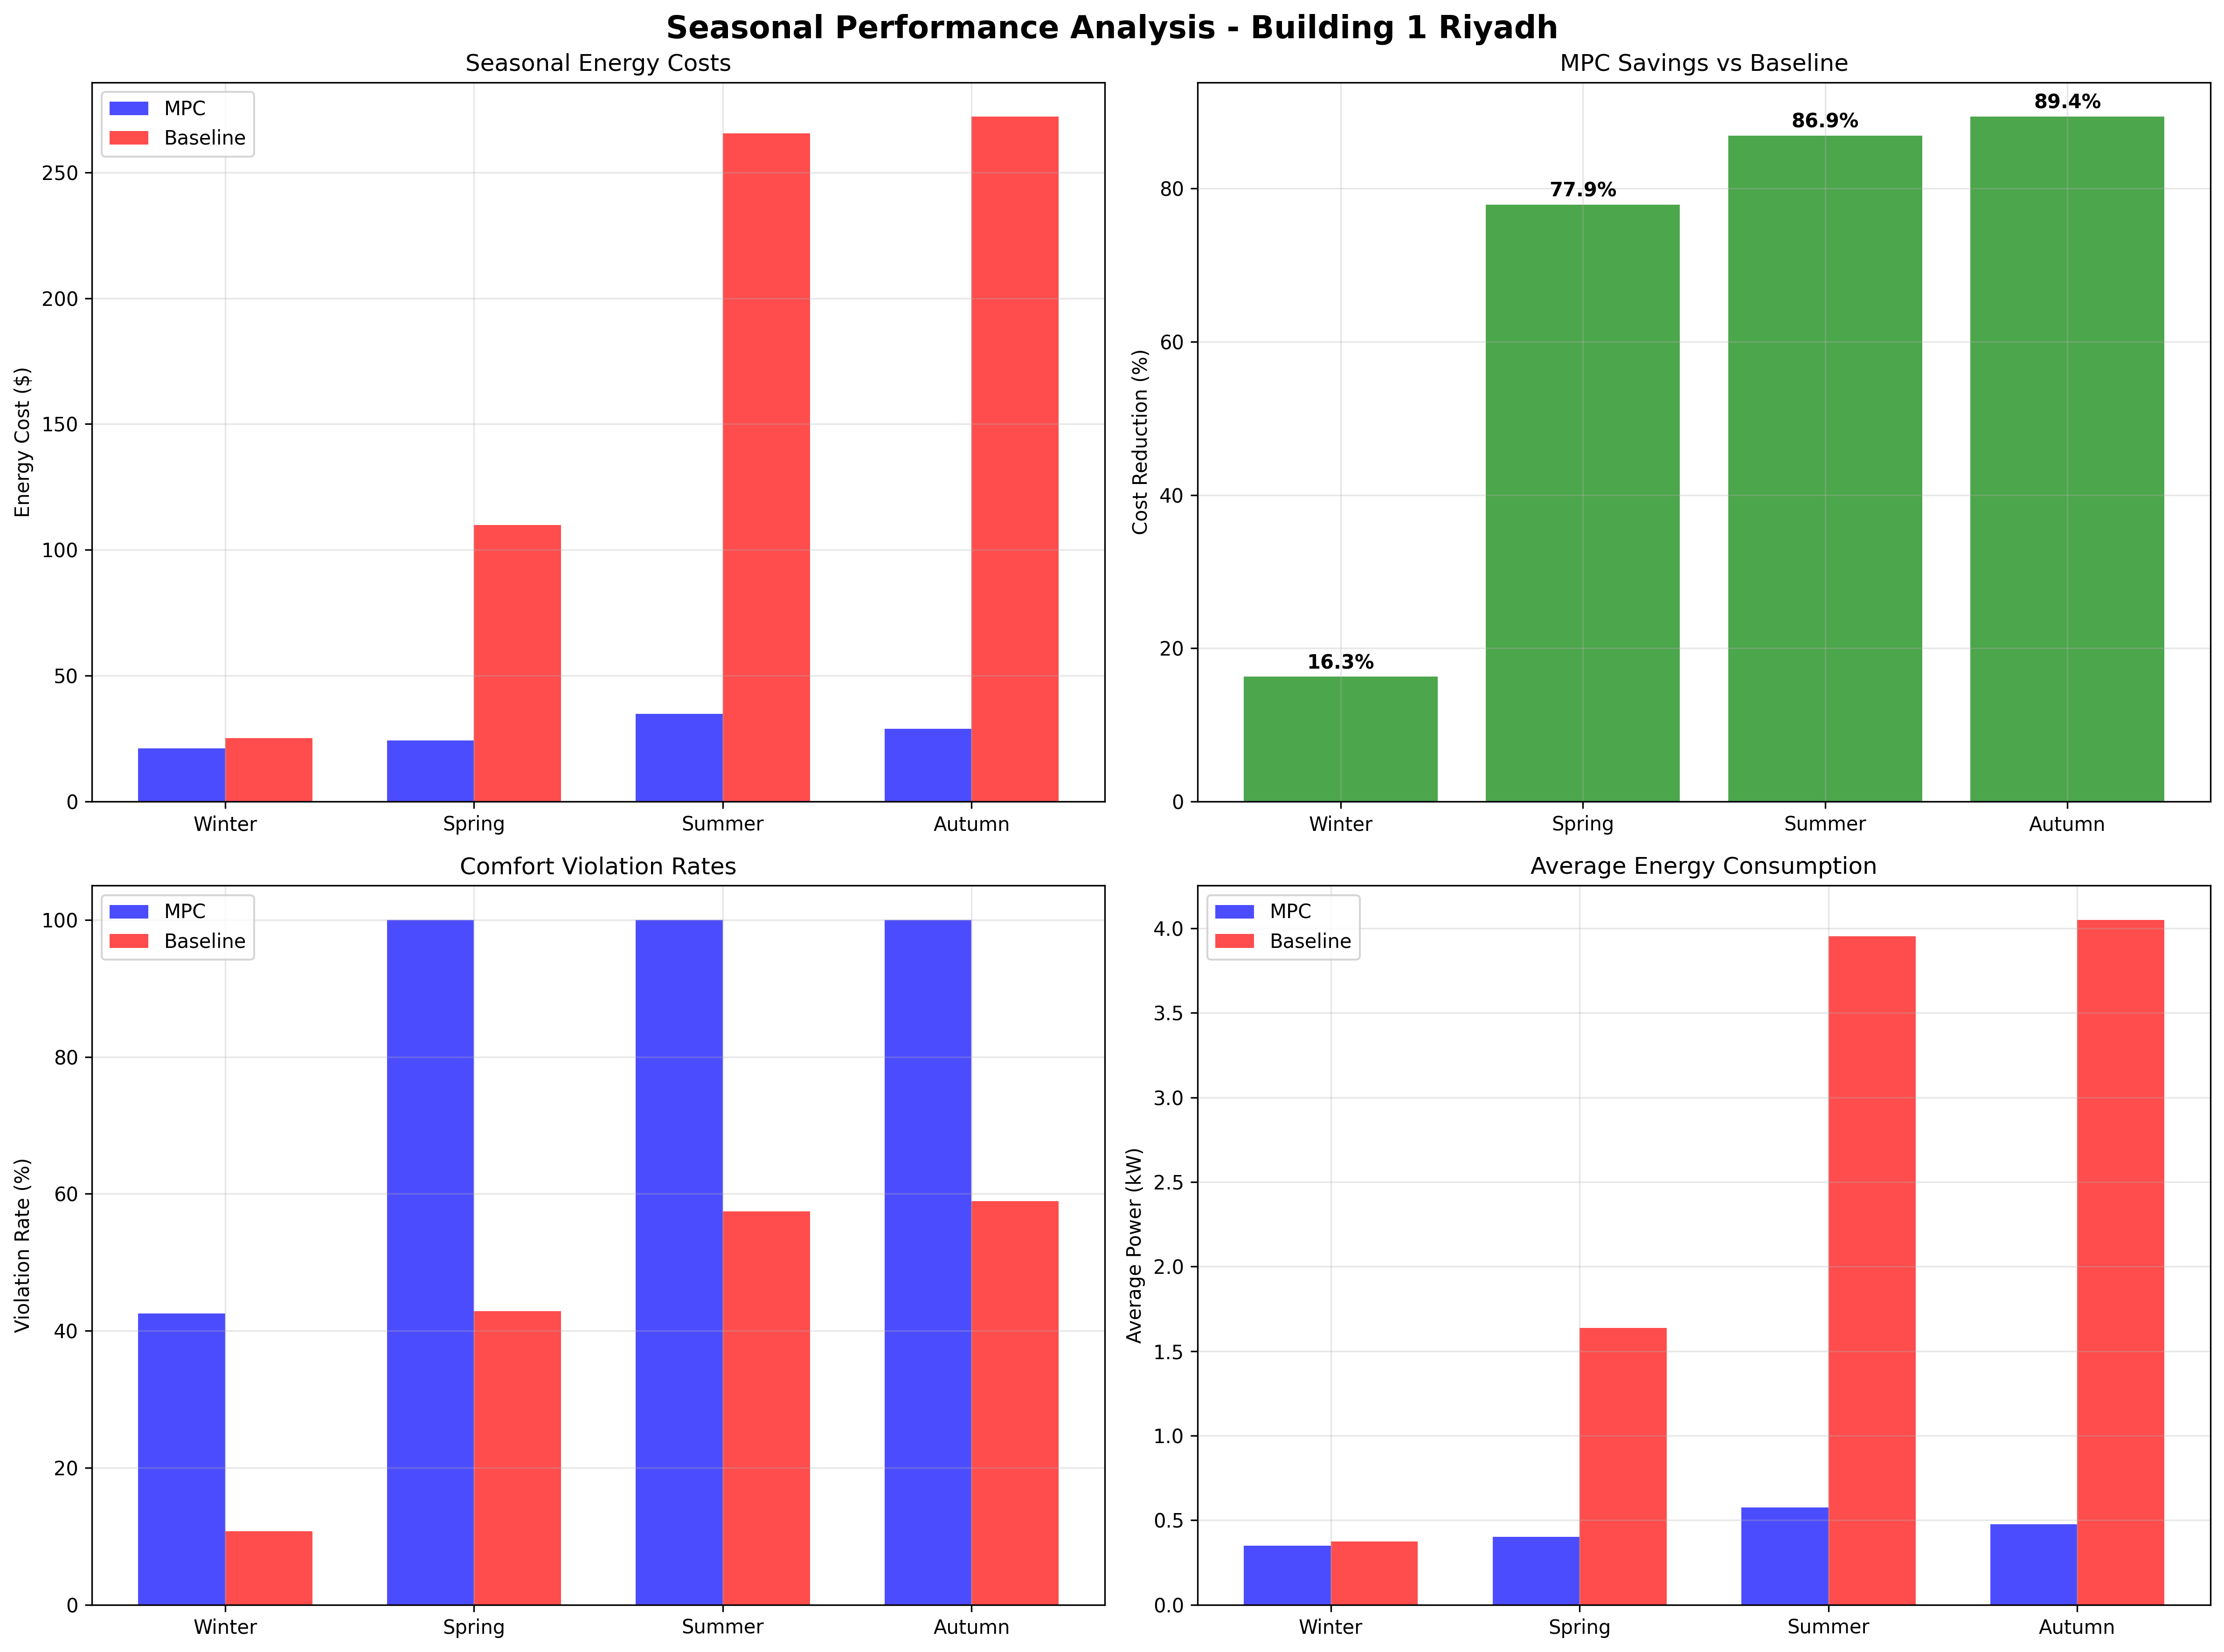 Seasonal Performance Analysis - Building 1 Riyadh
Seasonal Energy Costs
MPC
Baseline
Energy Cost ($)
250
200
150
100
50
0
Winter
Spring
Summer
Autumn
MPC Savings vs Baseline
Cost Reduction (%)
80
60
40
20
0
16.3%
77.9%
86.9%
89.4%
Winter
Spring
Summer
Autumn
Comfort Violation Rates
MPC
Baseline
Violation Rate (%)
100
80
60
40
20
0
Winter
Spring
Summer
Autumn
Average Energy Consumption
MPC
Baseline
Average Power (kW)
4.0
3.5
3.0
2.5
2.0
1.5
1.0
0.5
0.0
Winter
Spring
Summer
Autumn